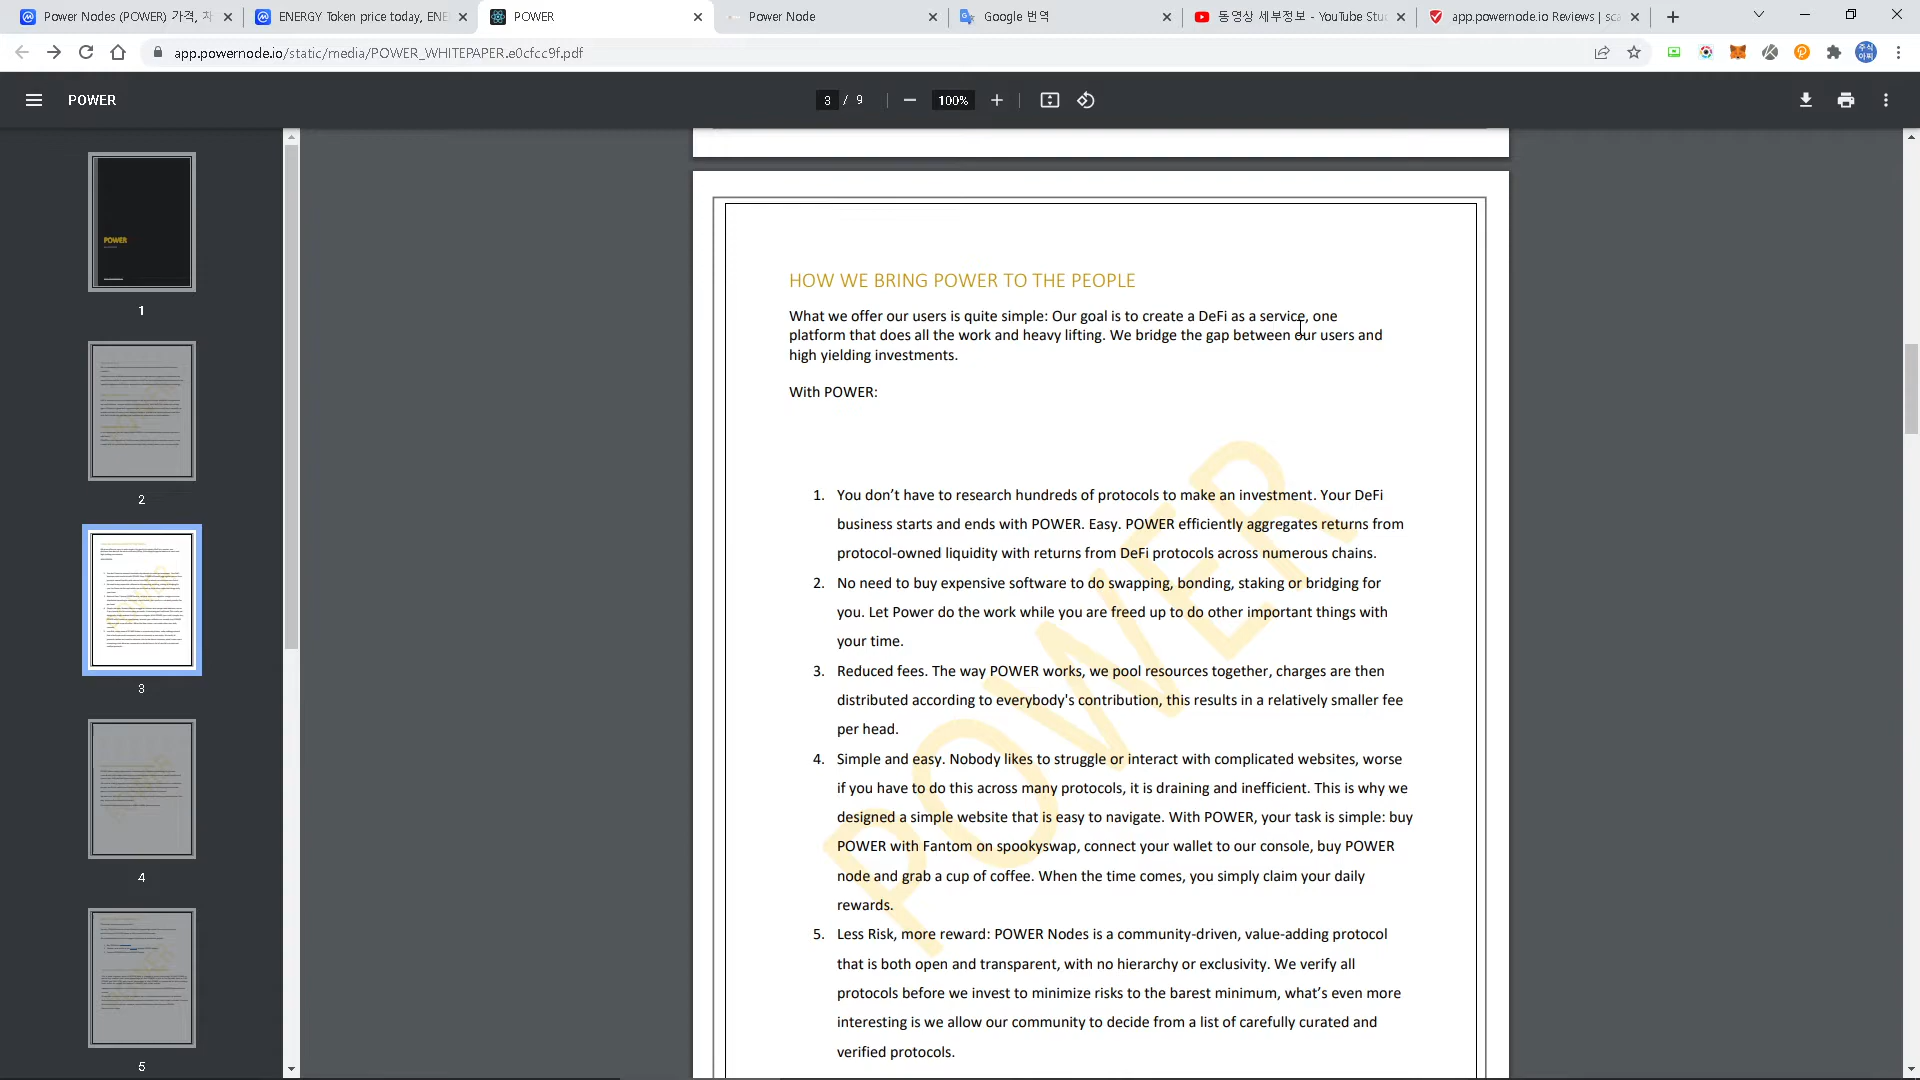 Power Nodes (POWER) 가격, 차
ENERGY Token price today, ENE
POWER
Power Node
Google 번역
동영상 세부정보 - YouTube Stu
app.powernode.io Reviews | sca
app.powernode.io/static/media/POWER_WHITEPAPER.e0cfcc9f.pdf
주식
아찌
POWER
3 / 9
100%
POWER
1
2
3
4
5
HOW WE BRING POWER TO THE PEOPLE
What we offer our users is quite simple: Our goal is to create a DeFi as a service, one
platform that does all the work and heavy lifting. We bridge the gap between our users and
high yielding investments.
With POWER:
1. You don’t have to research hundreds of protocols to make an investment. Your DeFi
business starts and ends with POWER. Easy. POWER efficiently aggregates returns from
protocol-owned liquidity with returns from DeFi protocols across numerous chains.
2. No need to buy expensive software to do swapping, bonding, staking or bridging for
you. Let Power do the work while you are freed up to do other important things with
your time.
3. Reduced fees. The way POWER works, we pool resources together, charges are then
distributed according to everybody's contribution, this results in a relatively smaller fee
per head.
4. Simple and easy. Nobody likes to struggle or interact with complicated websites, worse
if you have to do this across many protocols, it is draining and inefficient. This is why we
designed a simple website that is easy to navigate. With POWER, your task is simple: buy
POWER with Fantom on spookyswap, connect your wallet to our console, buy POWER
node and grab a cup of coffee. When the time comes, you simply claim your daily
rewards.
5. Less Risk, more reward: POWER Nodes is a community-driven, value-adding protocol
that is both open and transparent, with no hierarchy or exclusivity. We verify all
protocols before we invest to minimize risks to the barest minimum, what’s even more
interesting is we allow our community to decide from a list of carefully curated and
verified protocols.
POWER